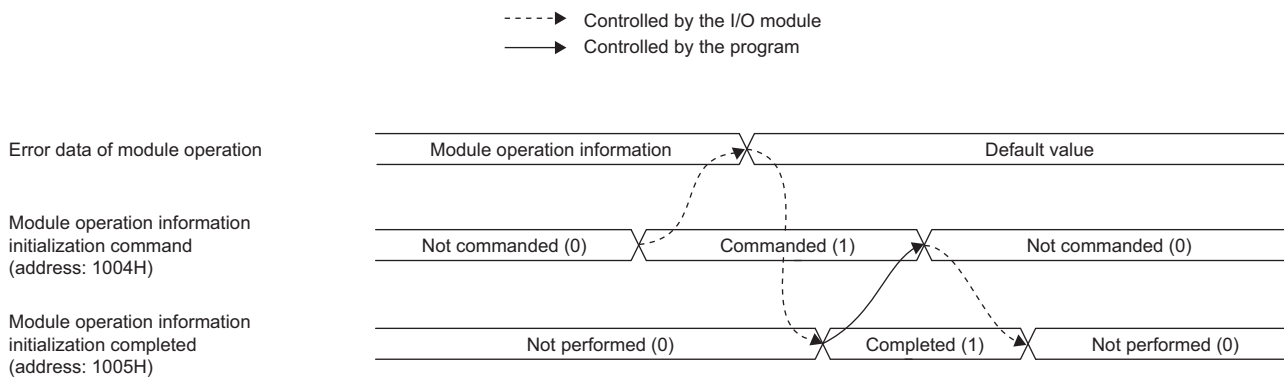 Controlled by the I/O module
Controlled by the program
Error data of module operation
Module operation information
Default value
Module operation information
initialization command
(address: 1004H)
Not commanded (0)
Commanded (1)
Not commanded (0)
Module operation information
initialization completed
(address: 1005H)
Not performed (0)
Completed (1)
Not performed (0)